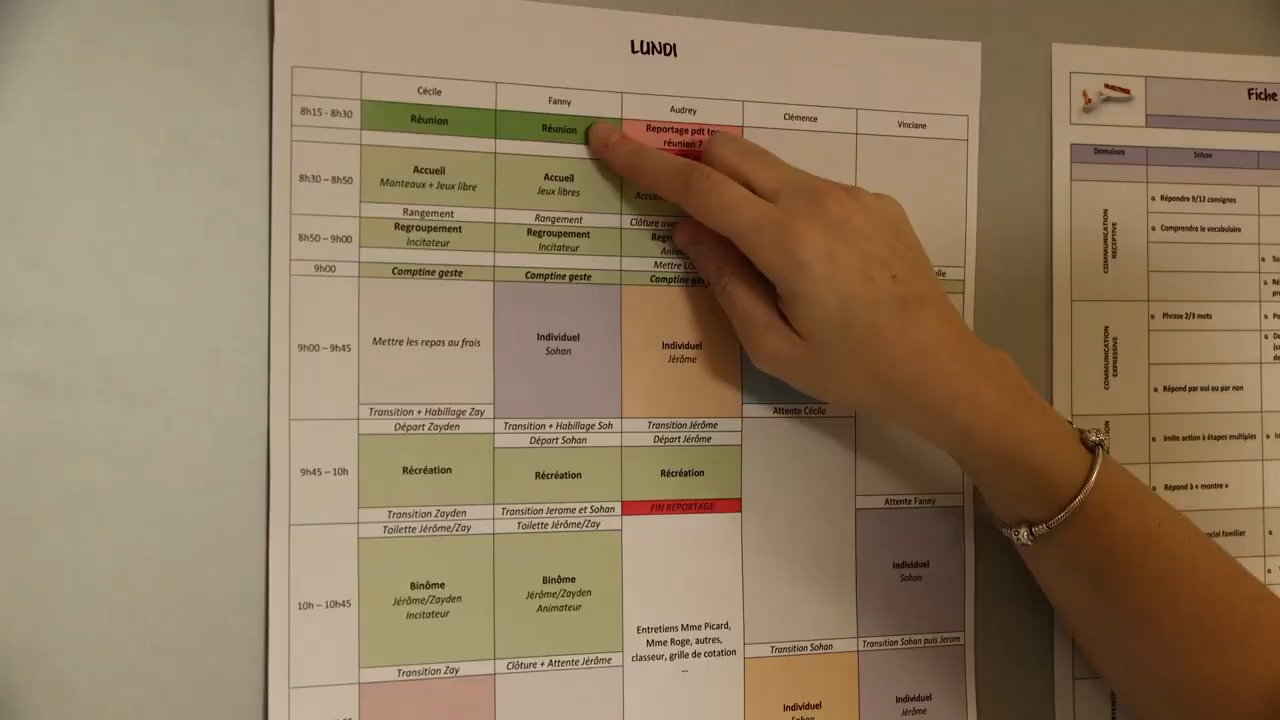 LUNDI
Cécile
Fanny
Audrey
Clémence
Vinciane
8h15 - 8h30
Réunion
Réunion
Reportage pdt
réunion ?
8h30 – 8h50
Accueil
Manteaux + Jeux libre
Accueil
Jeux libres
Rangement
Rangement
Clôture
8h50 – 9h00
Regroupement
Incitateur
Regroupement
Incitateur
Mettre
9h00
Comptine geste
Comptine geste
Comptine
9h00 – 9h45
Mettre les repas au frais
Individuel
Sohan
Individuel
Jérôme
Transition + Habillage Zay
Transition + Habillage Soh
Transition Jérôme
Attente Cécile
9h45 – 10h
Départ Zayden
Départ Sohan
Départ Jérôme
Récréation
Récréation
Récréation
Transition Zayden
Transition Jerome et Sohan
FIN REPORTAGE
Attente Fanny
10h – 10h45
Toilette Jérôme/Zay
Toilette Jérôme/Zay
Binôme
Jérôme/Zayden
Incitateur
Binôme
Jérôme/Zayden
Animateur
Entretiens Mme Picard,
Mme Roge, autres,
classeur, grille de cotation
...
Individuel
Sohan
Transition Zay
Clôture + Attente Jérôme
Transition Sohan
Transition Sohan puis Jerom
Individuel
Individuel
Jérôme
Fiche
Domaines
Sohan
COMMUNICATION
RECEPTIVE
Répondre 9/12 consignes
Comprendre le vocabulaire
COMMUNICATION
EXPRESSIVE
Phrase 2/3 mots
Répond par oui ou par non
Imite action à étapes multiples
Répond à « montre »
familier